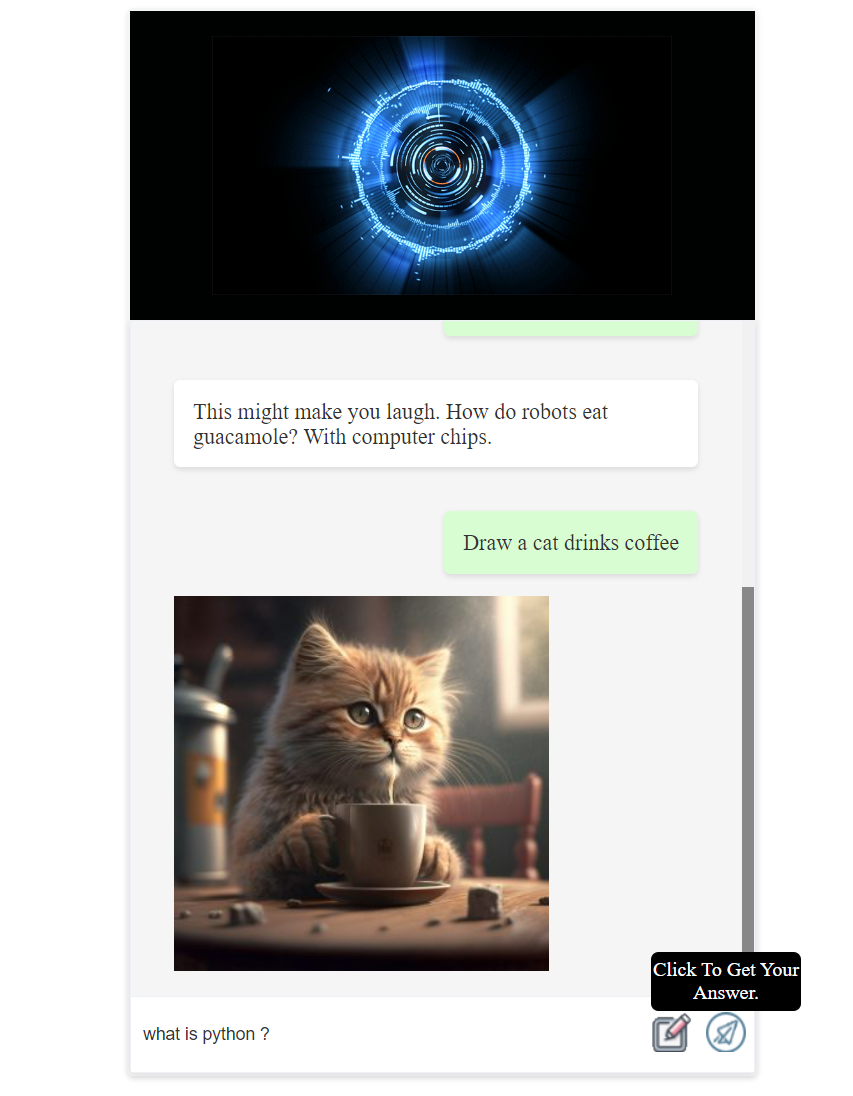 This might make you laugh. How do robots eat
guacamole? With computer chips.
Draw a cat drinks coffee
Click To Get Your
Answer.
what is python ?